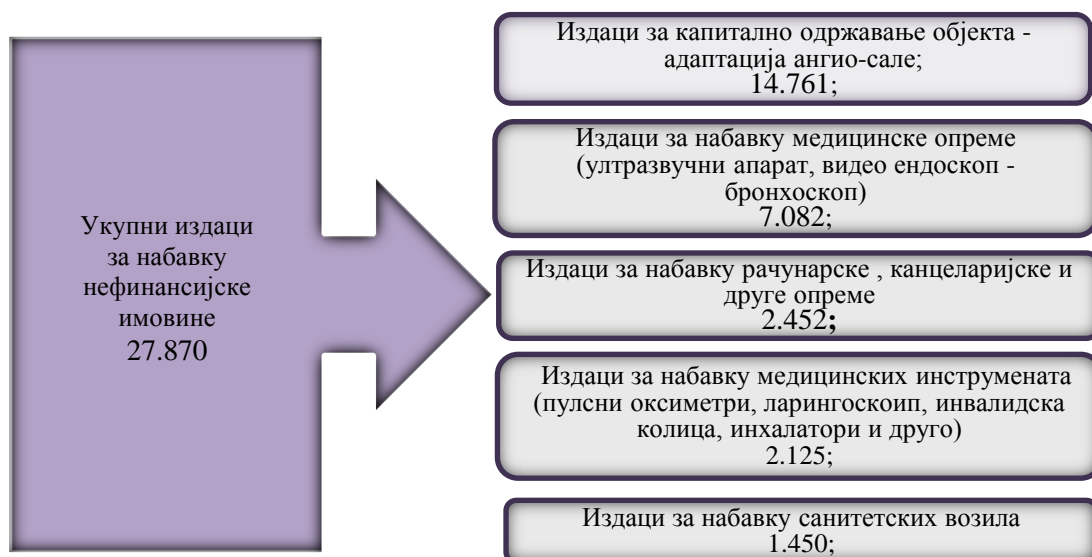 Укупни издаци
за набавку
нефинансијске
имовине
27.870
Издаци за капитално одржавање објекта -
адаптација ангио-сале;
14.761;
Издаци за набавку медицинске опреме
(ултразвучни апарат, видео ендоскоп -
бронхоскоп)
7.082;
Издаци за набавку рачунарске , канцеларијске и
друге опреме
2.452;
Издаци за набавку медицинских инструмената
(пулсни оксиметри, ларингоскоип, инвалидска
колица, инхалатори и друго)
2.125;
Издаци за набавку санитетских возила
1.450;